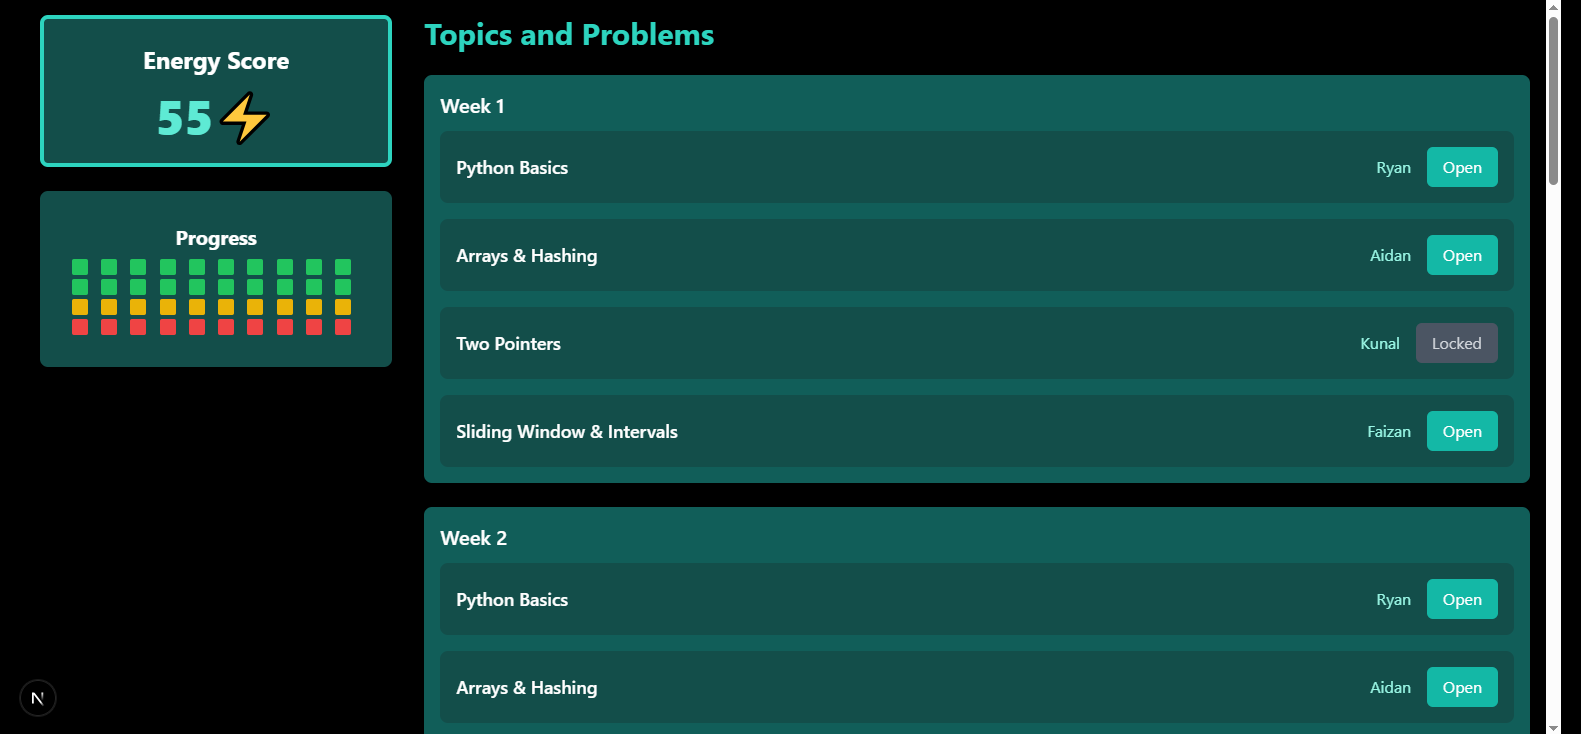 Energy Score
55⚡
Progress
Topics and Problems
Week 1
Python Basics Ryan Open
Arrays & Hashing Aidan Open
Two Pointers Kunal Locked
Sliding Window & Intervals Faizan Open
Week 2
Python Basics Ryan Open
Arrays & Hashing Aidan Open
N